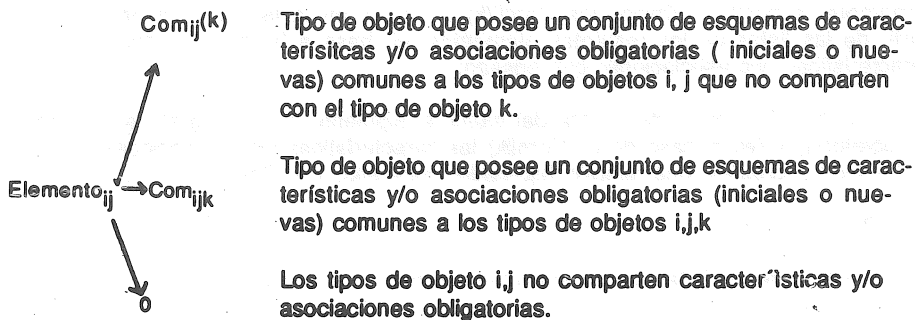 Com_ij(k) Tipo de objeto que posee un conjunto de esquemas de carac-
terísitcas y/o asociaciones obligatorias ( iniciales o nue-
vas) comunes a los tipos de objetos i, j que no comparten
con el tipo de objeto k.
Tipo de objeto que posee un conjunto de esquemas de carac-
Elemento_ij → Com_ijk terísticas y/o asociaciones obligatorias (iniciales o nue-
vas) comunes a los tipos de objetos i,j,k
Los tipos de objeto i,j no comparten caracter´isticas y/o
0 asociaciones obligatorias.